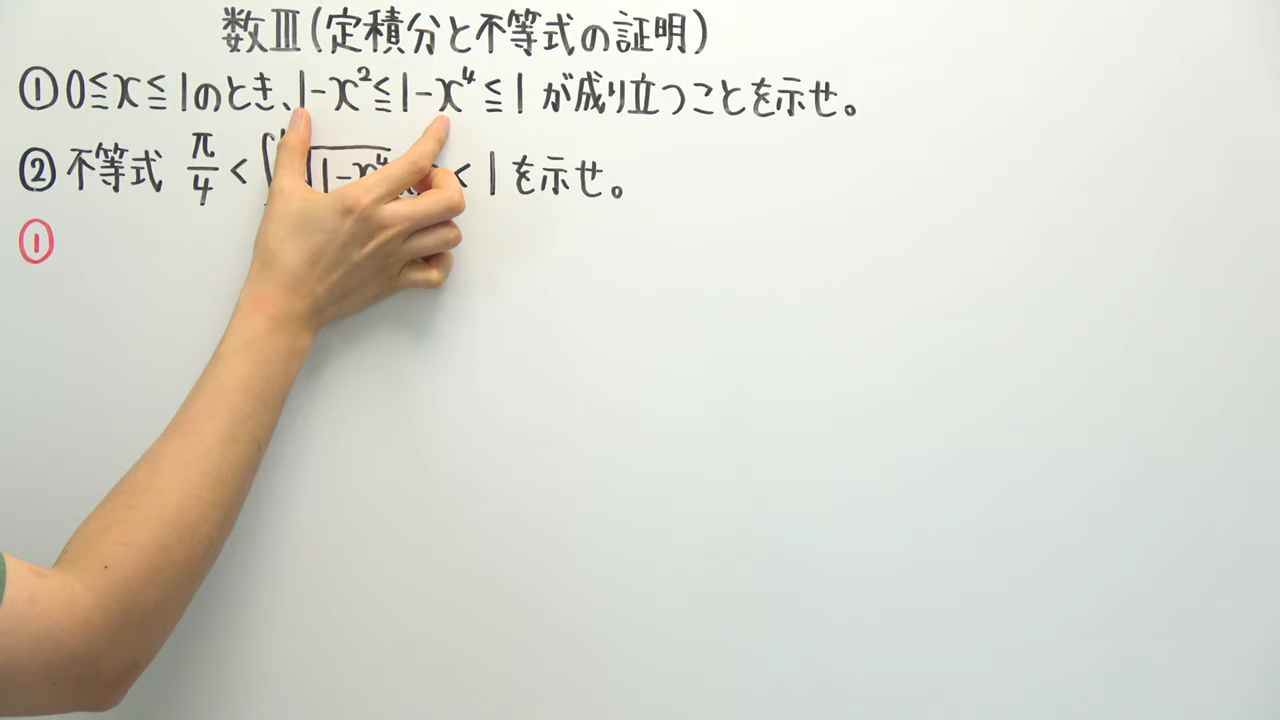 数Ⅲ(定積分と不等式の証明)
①0≦x≦1のとき、1-x²≦1-x⁴≦1 が成り立つことを示せ。
②不等式 π/4 < ∫ √1-x⁴ < 1 を示せ。
①